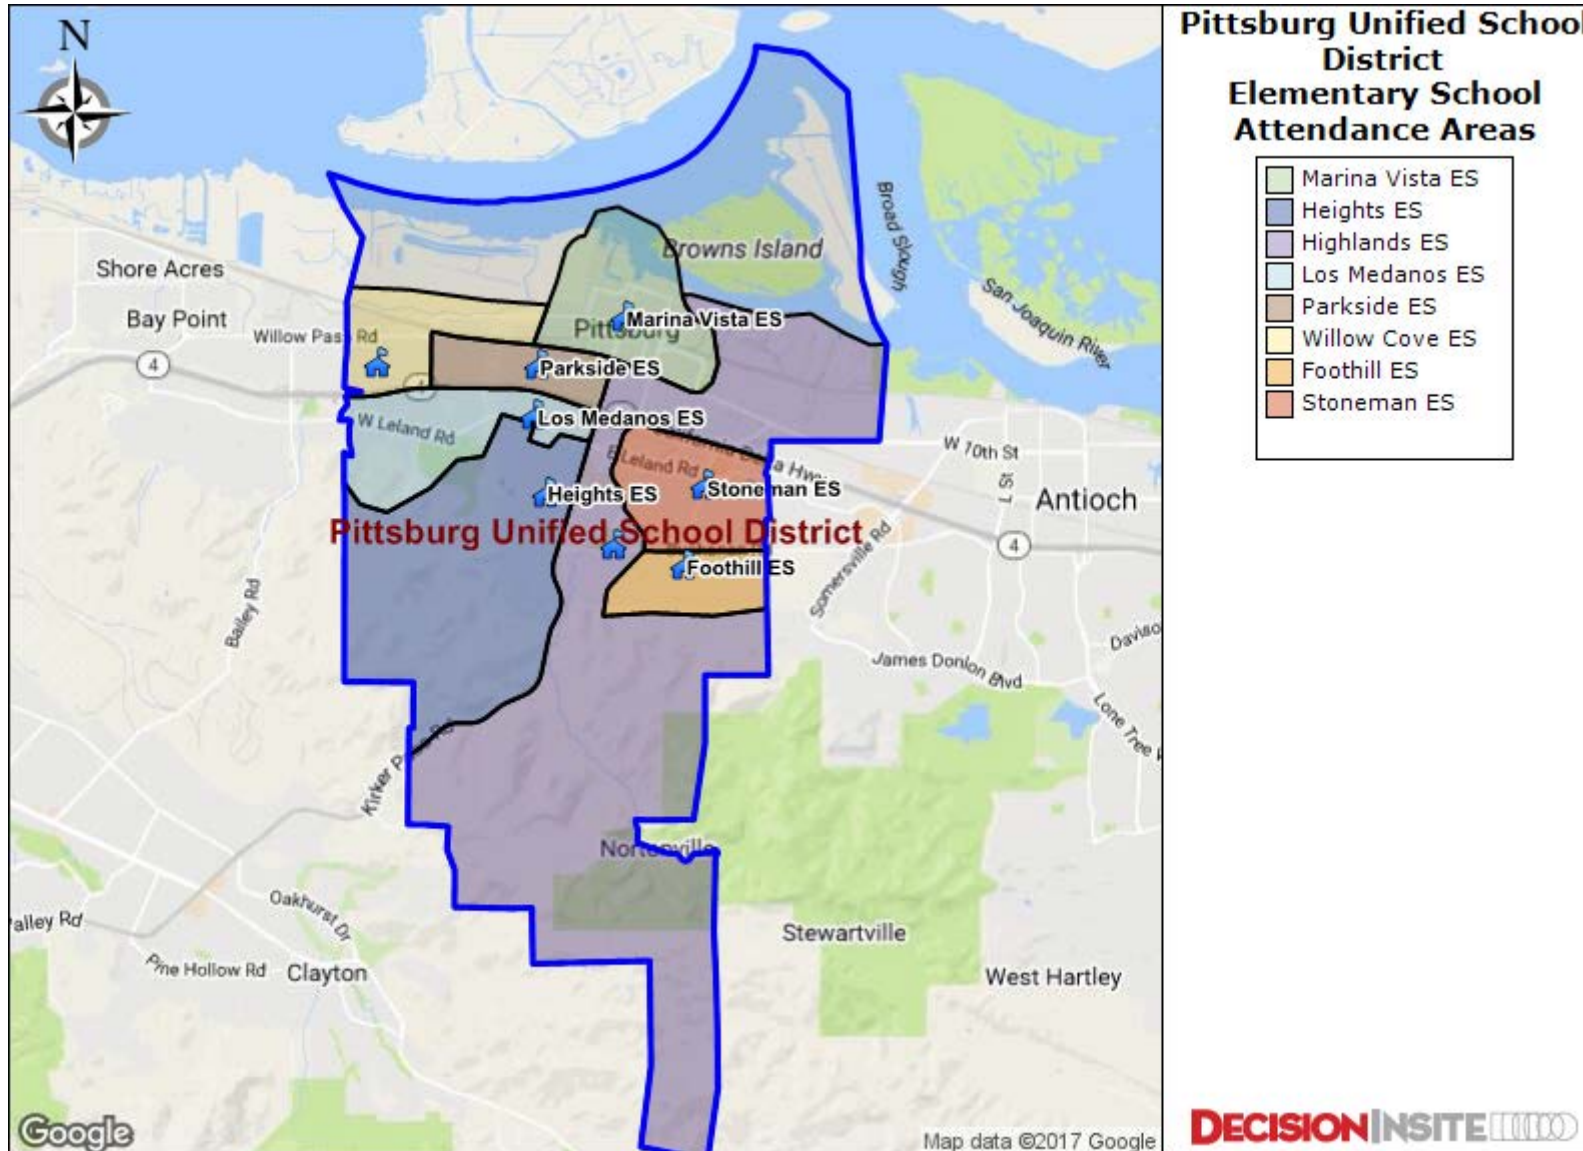 N
Pittsburg Unified School
District
Elementary School
Attendance Areas
Marina Vista ES
Heights ES
Highlands ES
Los Medanos ES
Parkside ES
Willow Cove ES
Foothill ES
Stoneman ES
Shore Acres
Bay Point
Willow Pass Rd
4
Browns Island
Broad Slough
San Joaquin River
Pittsburg
Marina Vista ES
Parkside ES
4
Los Medanos ES
W Leland Rd
E Leland Rd
Stoneman ES
Heights ES
Pittsburg Unified School District
Foothill ES
W 10th St
L St
Antioch
4
Somersville Rd
Bailey Rd
James Donlon Blvd
Lone Tree
Kirker Pass Rd
Nortonville
Oakhurst Dr
alley Rd
Pine Hollow Rd
Clayton
Stewartville
West Hartley
Google
Map data ©2017 Google
DECISIONINSITE